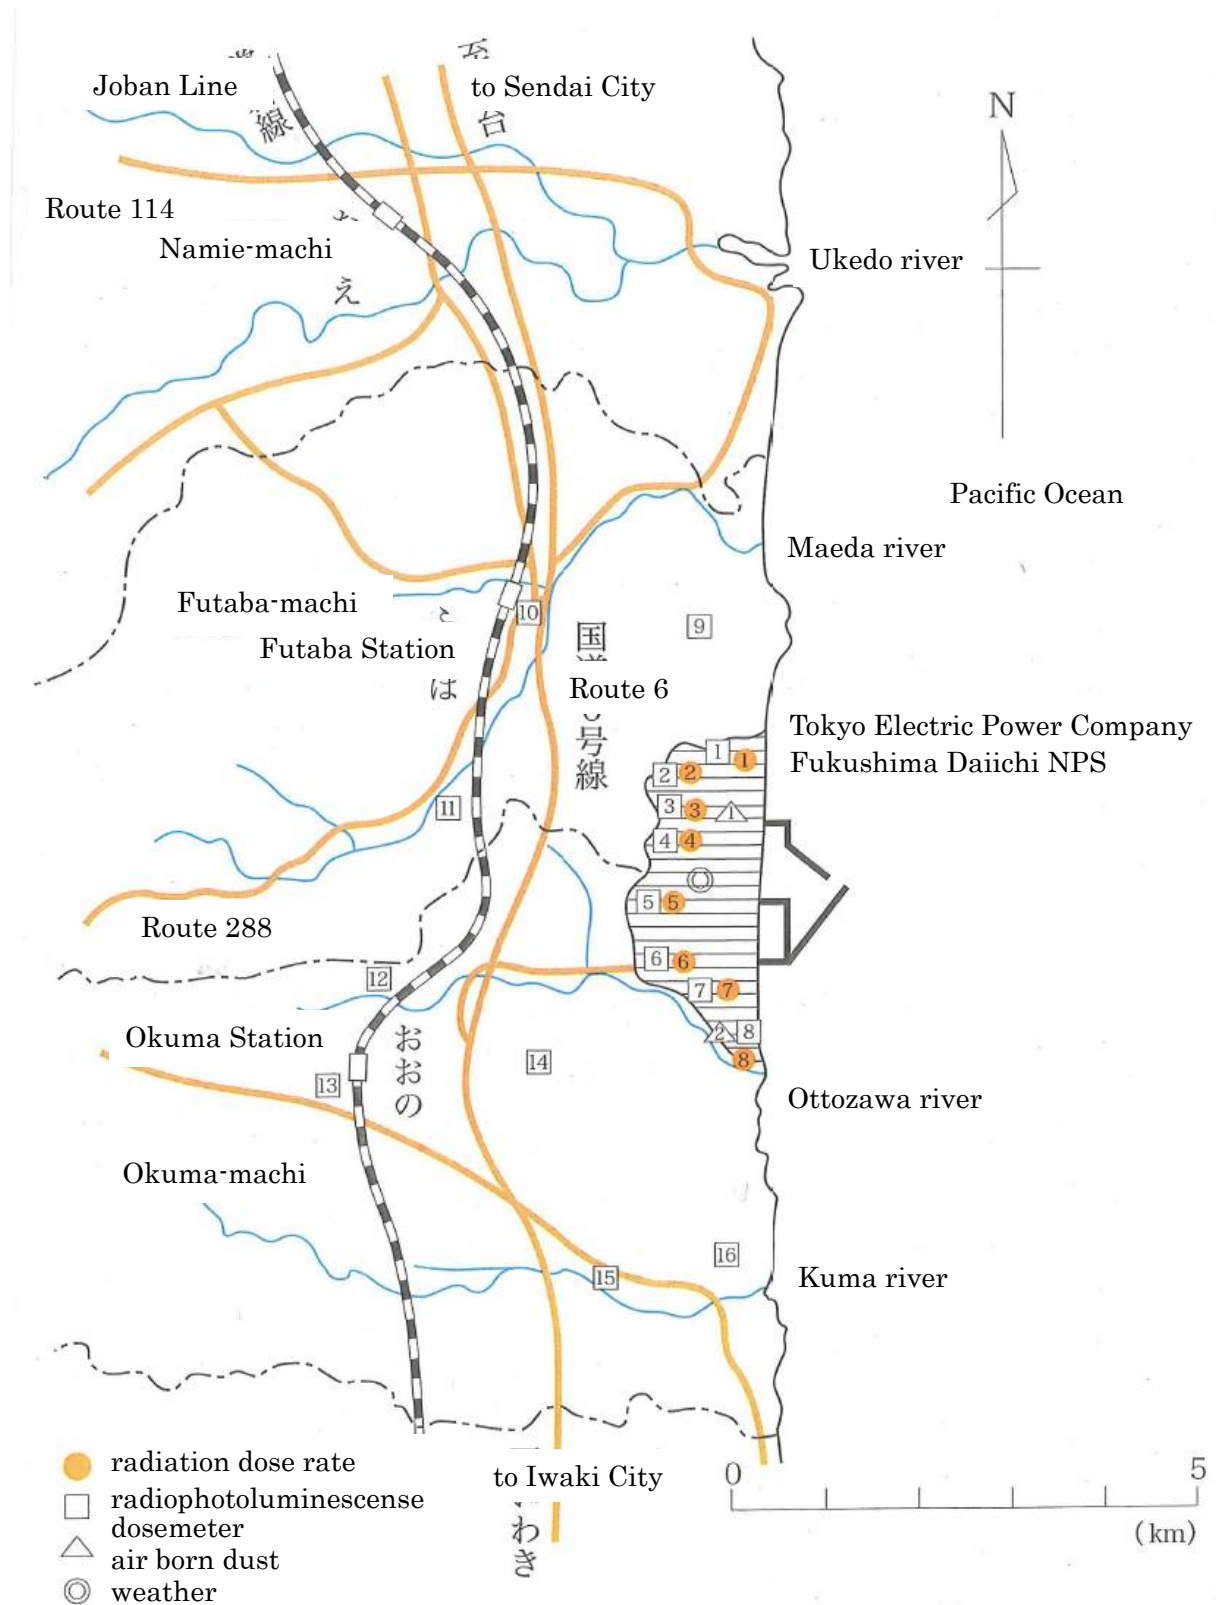 Joban Line
to Sendai City
線
台
N
Route 114
Namie-machi
Ukedo river
え
Pacific Ocean
Maeda river
Futaba-machi
10
9
国
Futaba Station
は
Route 6
号線
Tokyo Electric Power Company
Fukushima Daiichi NPS
1
1
2
2
3
3
1
11
4
4
5
5
Route 288
6
6
12
7
7
Okuma Station
おおの
2
8
8
14
13
Ottozawa river
Okuma-machi
16
15
Kuma river
radiation dose rate
radiophotoluminescense
dosemeter
air born dust
weather
to Iwaki City
わき
0
5
(km)